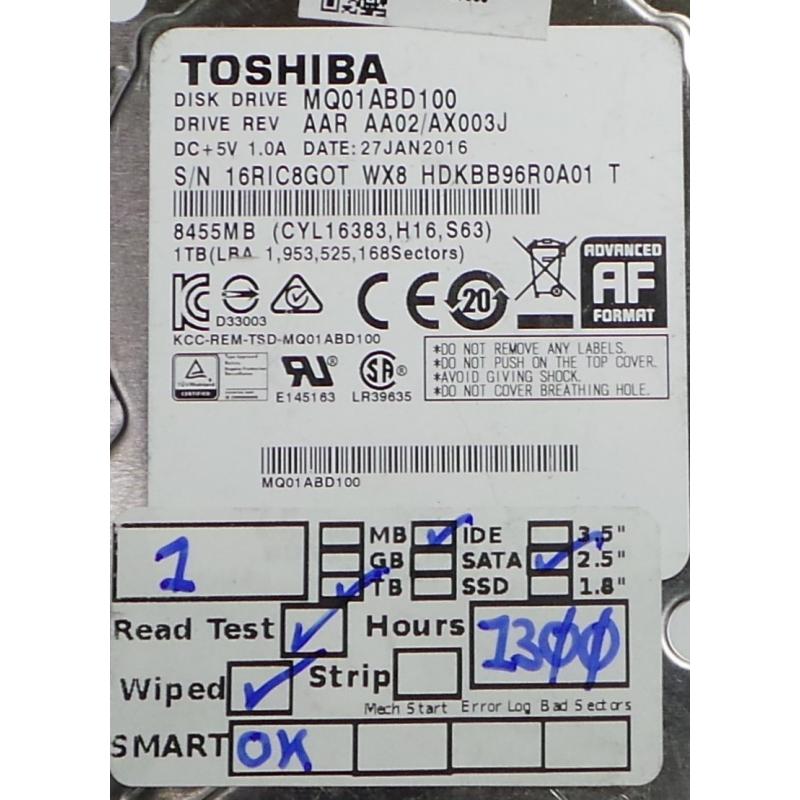 TOSHIBA
DISK DRIVE MQ01ABD100
DRIVE REV AAR AA02/AX003J
DC+5V 1.0A DATE:27JAN2016
S/N 16RIC8GOT WX8 HDKBB96R0A01 T
8455MB (CYL16383,H16,S63)
1TB(LBA 1,953,525,168Sectors)
D33003
20
ADVANCED
AF
FORMAT
KCC-REM-TSD-MQ01ABD100
*DO NOT REMOVE ANY LABELS.
*DO NOT PUSH ON THE TOP COVER.
*AVOID GIVING SHOCK.
*DO NOT COVER BREATHING HOLE.
E145163 LR39635
MQ01ABD100
1
MB IDE 3.5"
GB SATA 2.5"
TB SSD 1.8"
Read Test Hours 1300
Wiped Strip
Mech Start Error Log Bad Sectors
SMART OK